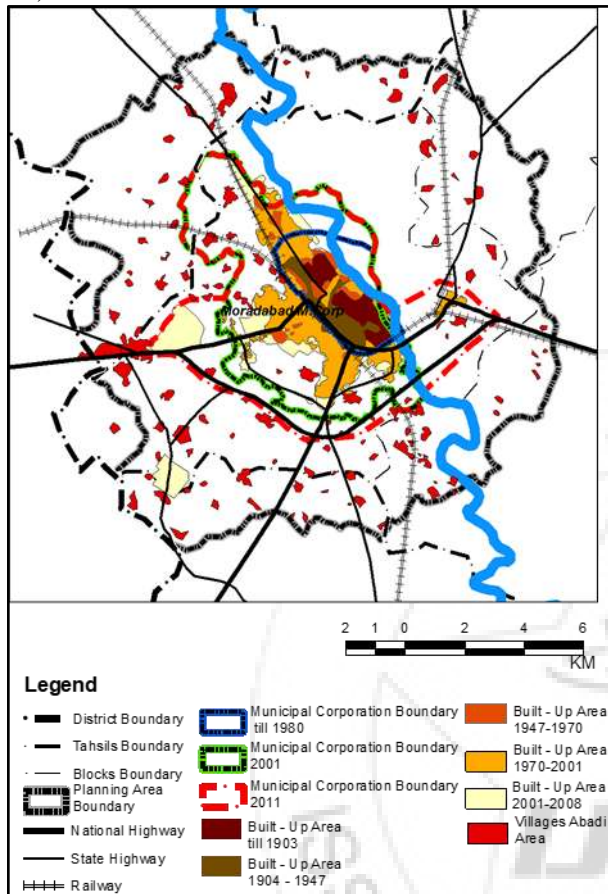 Moradabad M.Corp
2 1 0 2 4 6
KM
Legend
District Boundary
Tahsils Boundary
Blocks Boundary
Planning Area
Boundary
National Highway
State Highway
Railway
Municipal Corporation Boundary
till 1980
Municipal Corporation Boundary
2001
Municipal Corporation Boundary
2011
Built - Up Area
till 1903
Built - Up Area
1904 - 1947
Built - Up Area
1947-1970
Built - Up Area
1970-2001
Built - Up Area
2001-2008
Villages Abadi
Area